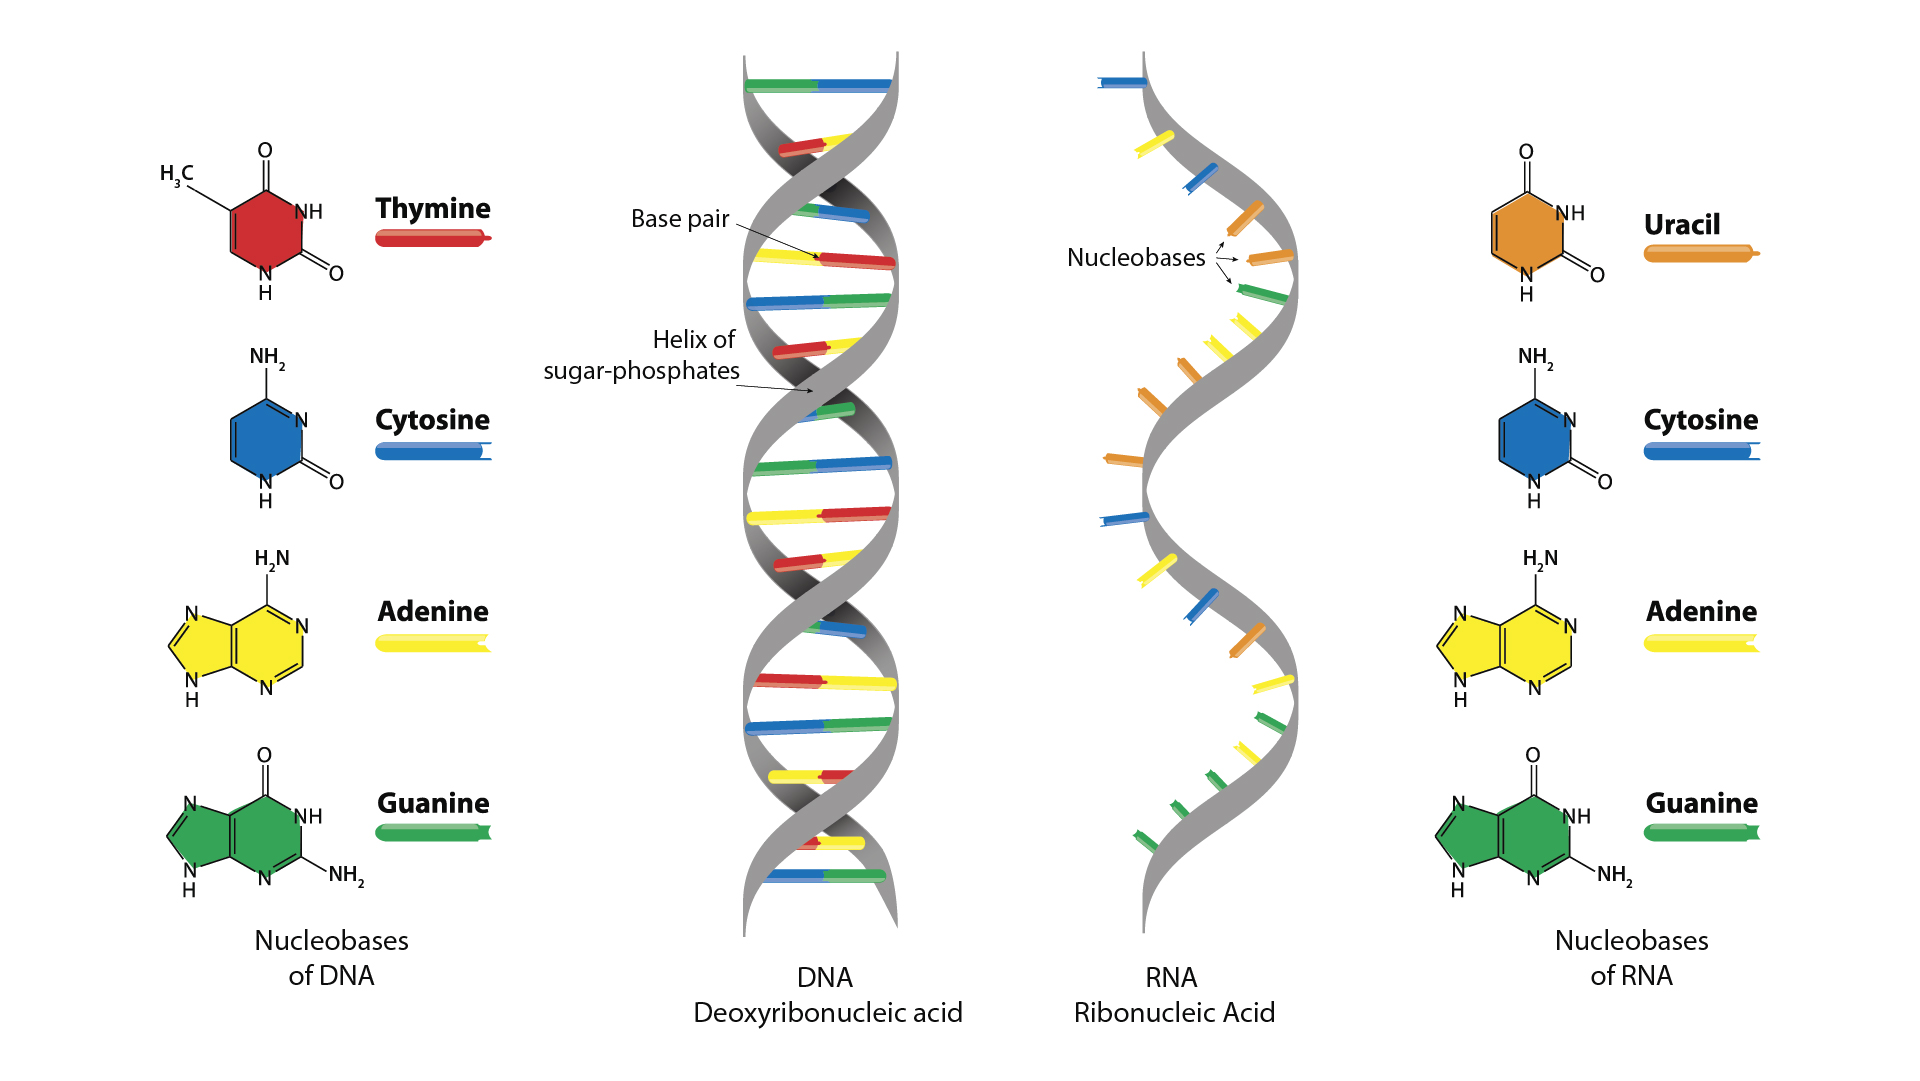 O
H3C
NH
O
N
H
Thymine
NH2
N
O
N
H
Cytosine
H2N
N
N
N
H
N
Adenine
O
N
NH
N
H
N
NH2
Guanine
Nucleobases
of DNA
Base pair
Helix of
sugar-phosphates
DNA
Deoxyribonucleic acid
Nucleobases
RNA
Ribonucleic Acid
O
NH
O
N
H
Uracil
NH2
N
O
N
H
Cytosine
H2N
N
N
N
H
N
Adenine
O
N
NH
N
H
N
NH2
Guanine
Nucleobases
of RNA